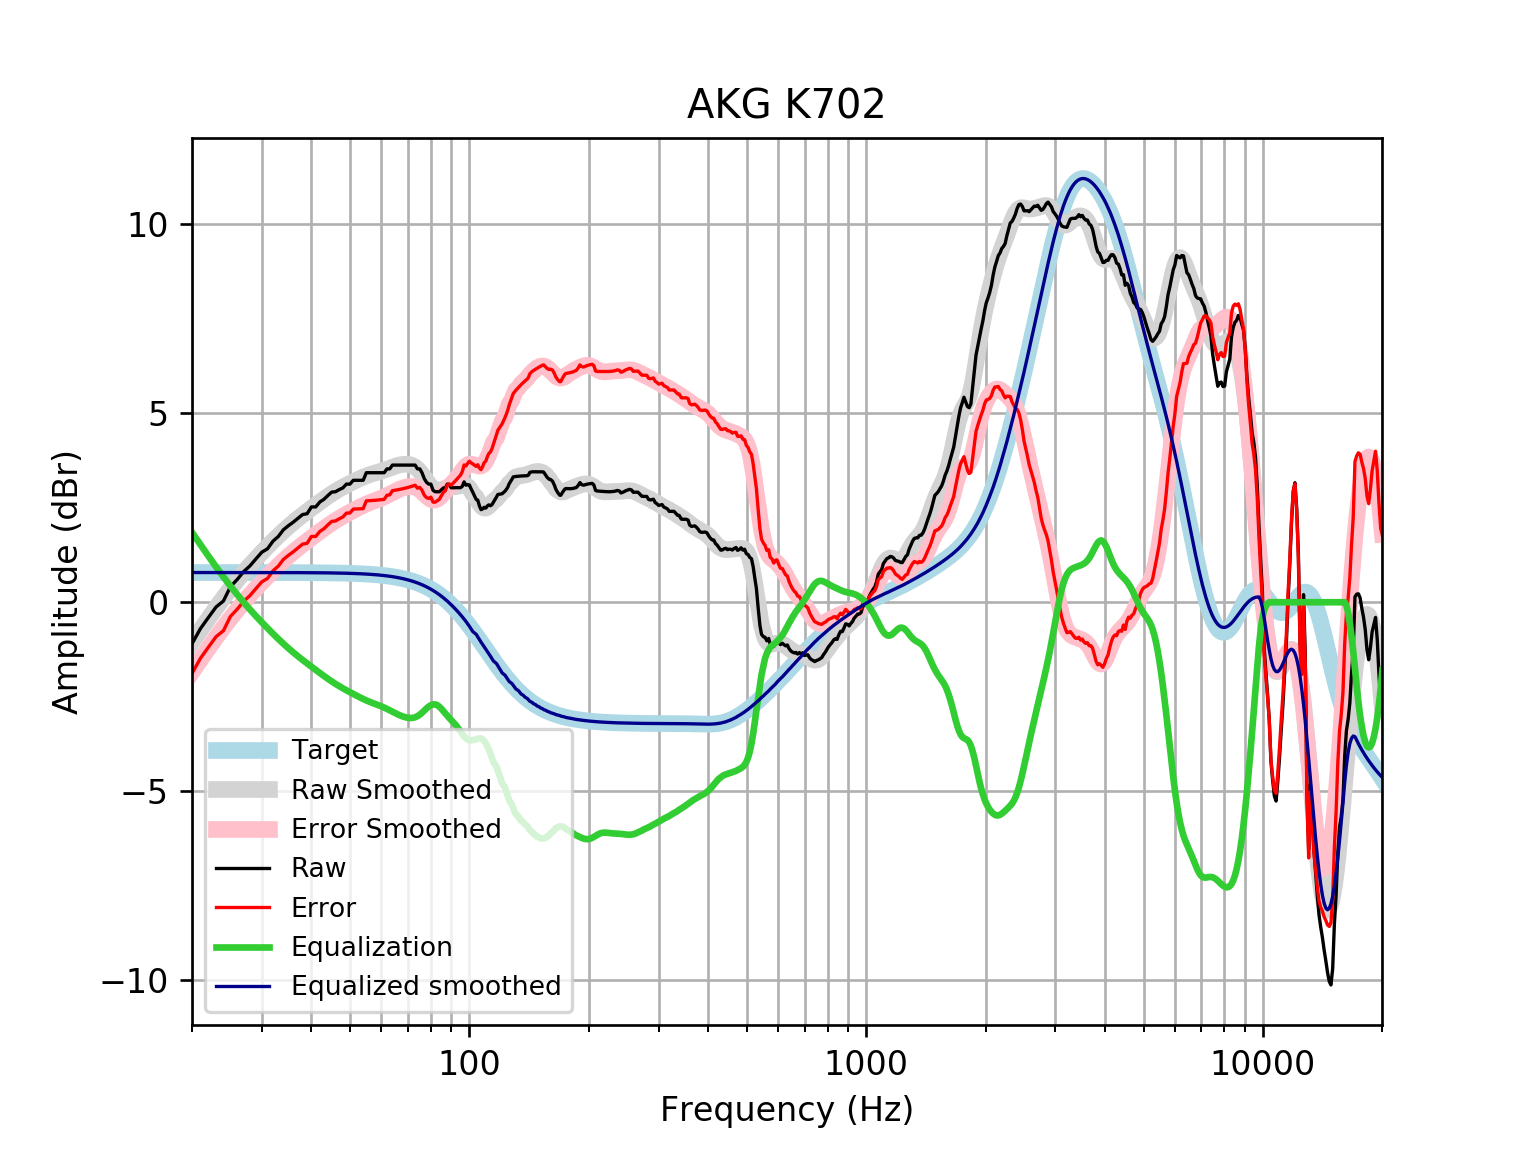 AKG K702
Amplitude (dBr)
10
5
0
−5
−10
Target
Raw Smoothed
Error Smoothed
Raw
Error
Equalization
Equalized smoothed
100 1000 10000
Frequency (Hz)